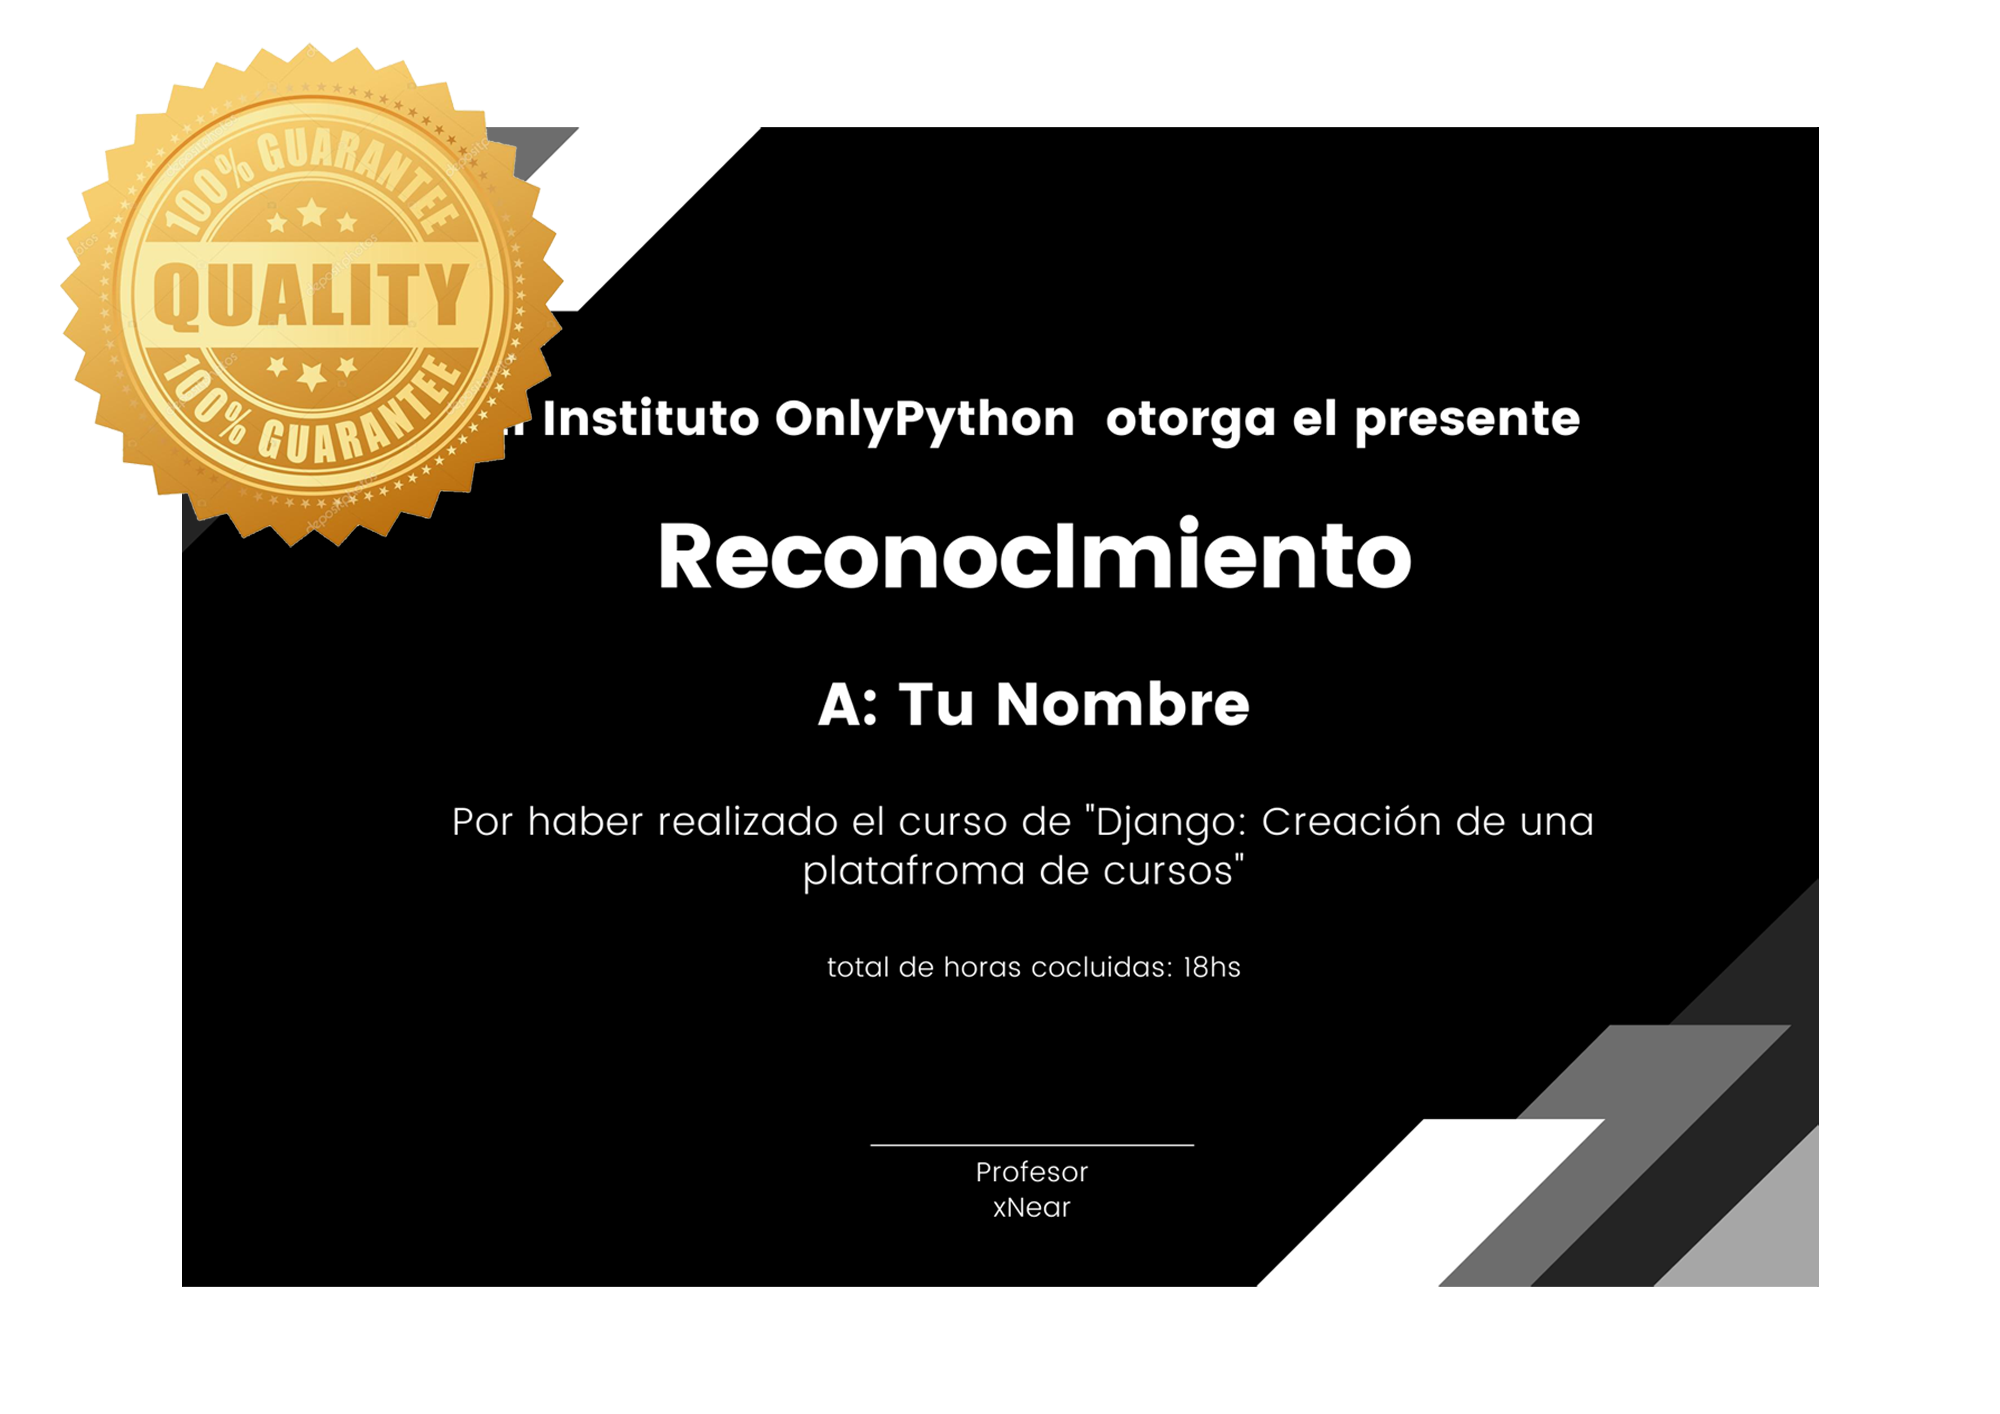 100% GUARANTEE
QUALITY
100% GUARANTEE
Instituto OnlyPython otorga el presente
ReconocImiento
A: Tu Nombre
Por haber realizado el curso de "Django: Creación de una
platafroma de cursos"
total de horas cocluidas: 18hs
Profesor
xNear